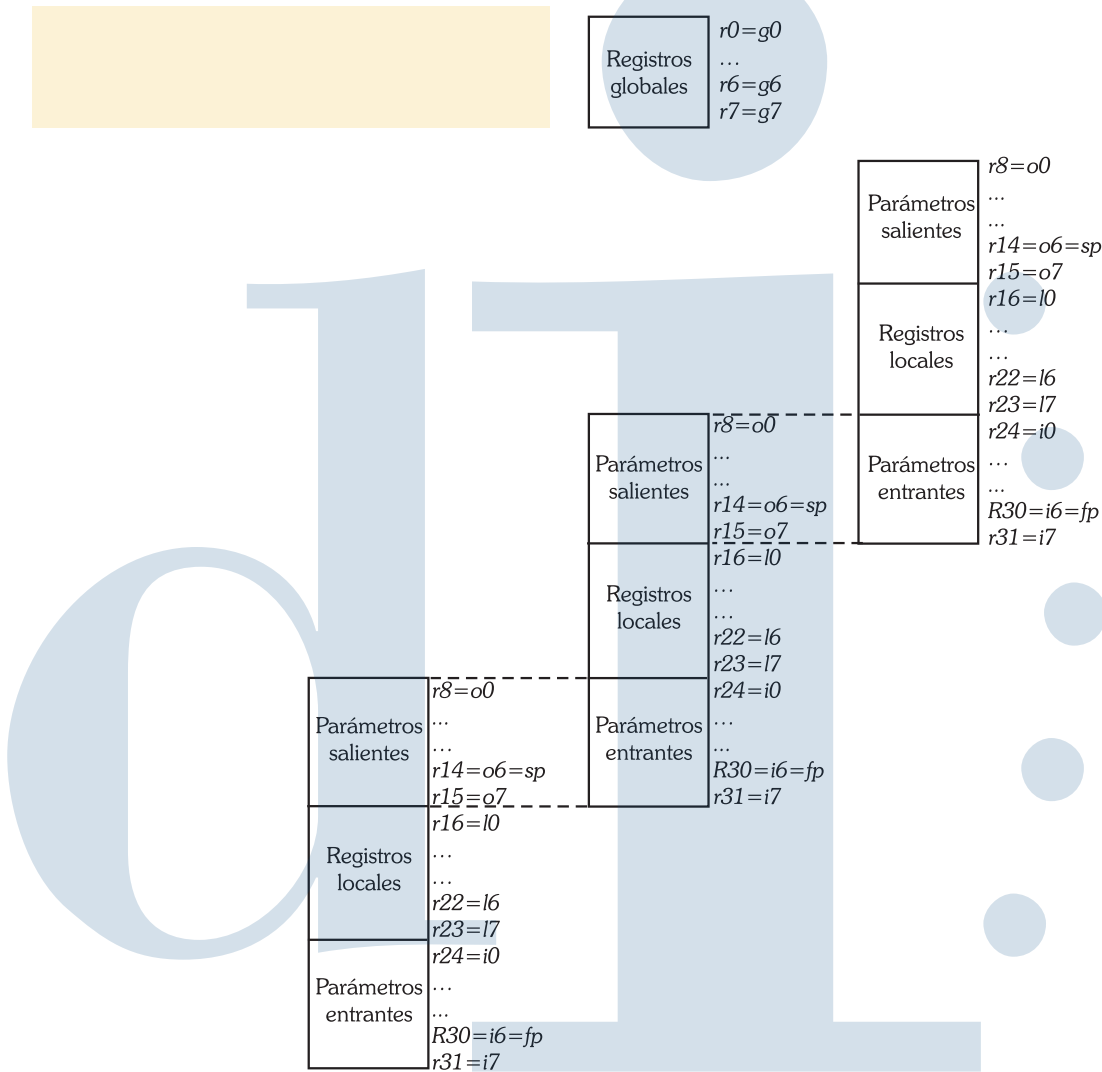 Registros
globales
r0=g0
...
r6=g6
r7=g7
Parámetros
salientes
r8=o0
...
...
r14=o6=sp
r15=o7
Registros
locales
r16=l0
...
...
r22=l6
r23=l7
Parámetros
entrantes
r24=i0
...
...
R30=i6=fp
r31=i7
Parámetros
salientes
r8=o0
...
...
r14=o6=sp
r15=o7
Registros
locales
r16=l0
...
...
r22=l6
r23=l7
Parámetros
entrantes
r24=i0
...
...
R30=i6=fp
r31=i7
Parámetros
salientes
r8=o0
...
...
r14=o6=sp
r15=o7
Registros
locales
r16=l0
...
...
r22=l6
r23=l7
Parámetros
entrantes
r24=i0
...
...
R30=i6=fp
r31=i7
di